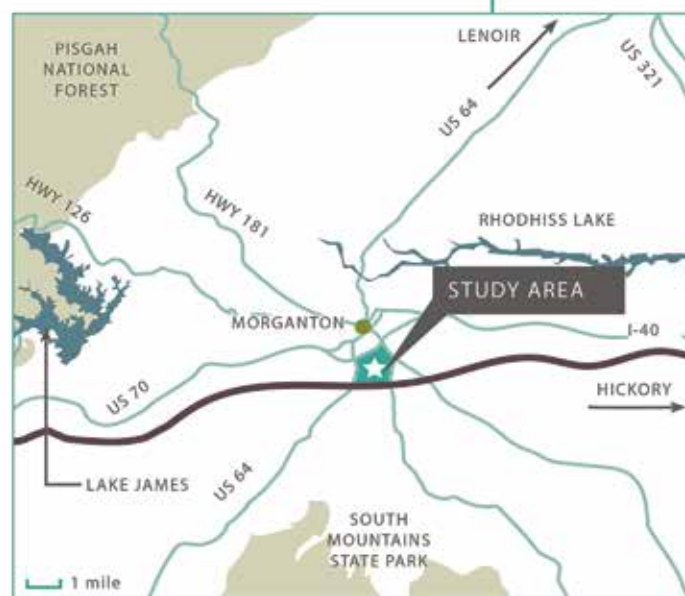 PISGAH
NATIONAL
FOREST
LENOIR
US 321
US 64
HWY 126
HWY 181
RHODHISS LAKE
STUDY AREA
MORGANTON
I-40
US 70
HICKORY
LAKE JAMES
US 64
SOUTH
MOUNTAINS
STATE PARK
1 mile